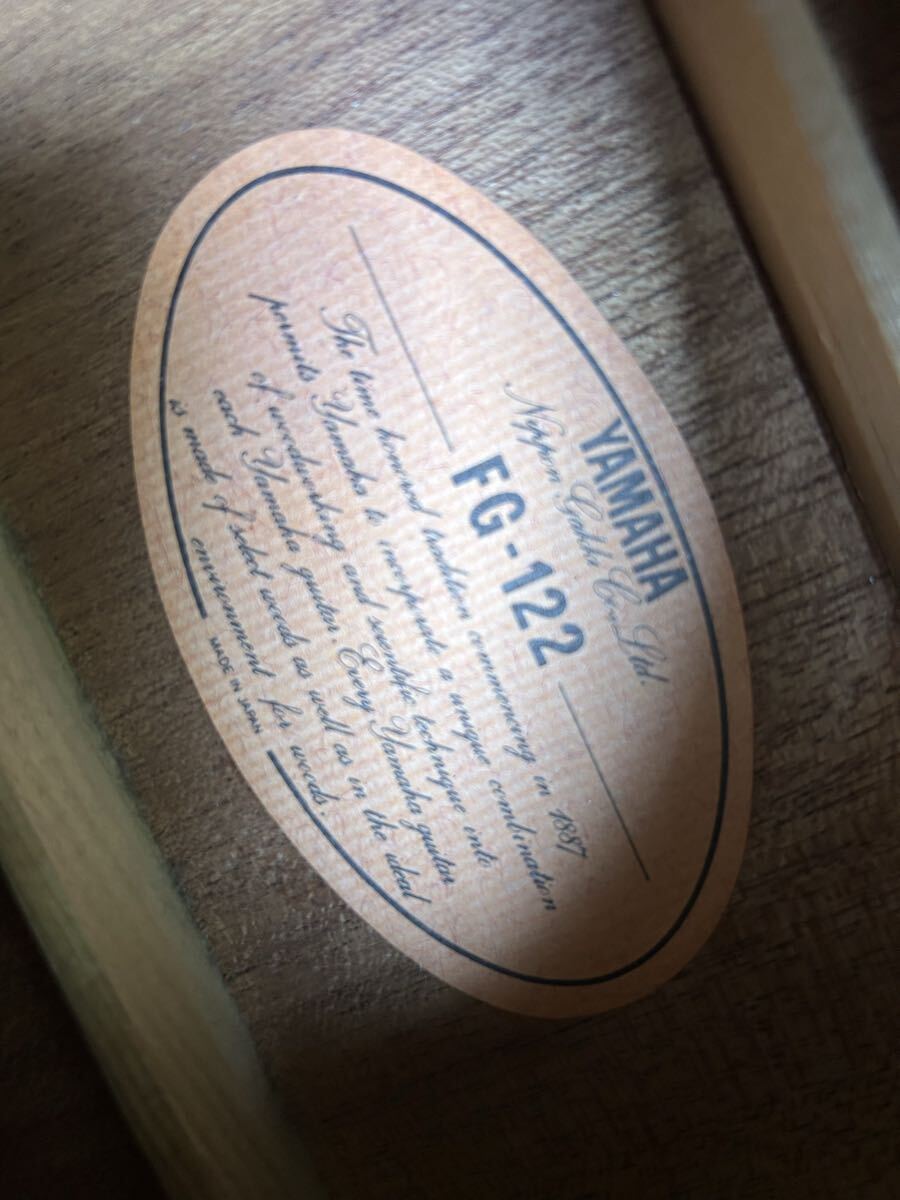 YAMAHA
Nippon Gakki Co., Ltd.
FG-122
The time honored tradition commencing in 1887
permits Yamaha to incorporate a unique combination
of woodworking and scientific technique into
each Yamaha guitar. Every Yamaha guitar
is made of select woods as well as in the ideal
environment for woods.
MADE IN JAPAN